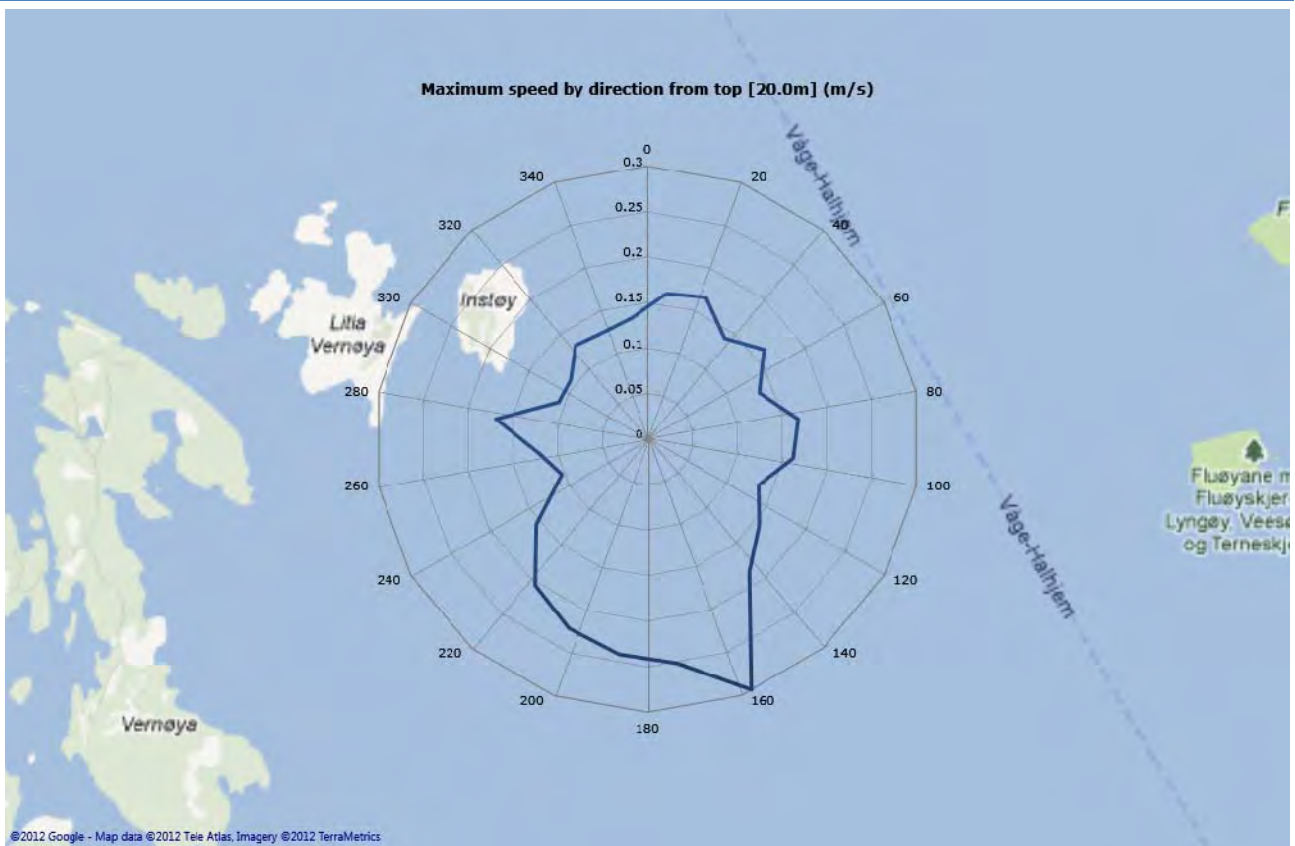 Maximum speed by direction from top [20.0m] (m/s)
0
20
40
60
80
100
120
140
160
180
200
220
240
260
280
300
320
340
0.3
0.25
0.2
0.15
0.1
0.05
0
Våge-Halhjem
Våge-Halhjem
Instøy
Litla
Vernøya
Vernøya
F
Fluøyane m
Fluøyskjer
Lyngøy, Veesø
og Terneskj
©2012 Google - Map data ©2012 Tele Atlas, Imagery ©2012 TerraMetrics